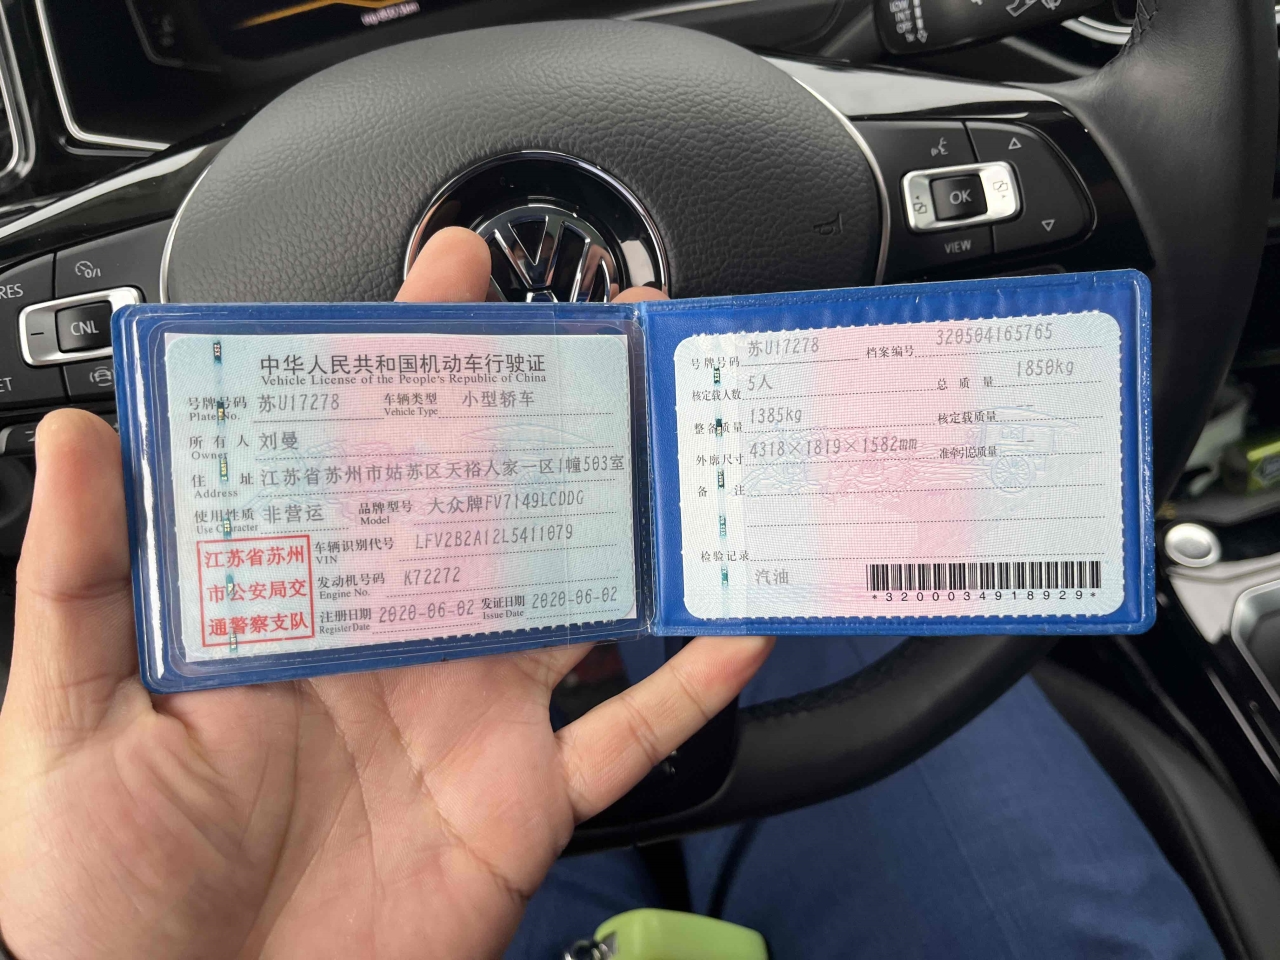 LOW
INT
OFF
OK
VIEW
RES
CNL
中华人民共和国机动车行驶证
Vehicle License of the People's Republic of China
号牌号码 苏U17278 车辆类型 小型轿车
Plate No. Vehicle Type
所有人 刘曼
Owner
住址 江苏省苏州市姑苏区天裕人家一区1幢503室
Address
使用性质 非营运 品牌型号 大众牌FV7149LCDDG
Use Character Model
江苏省苏州
市公安局交
通警察支队
车辆识别代号 LFV2B2A12L5411079
VIN
发动机号码 K72272
Engine No.
注册日期 2020-06-02 发证日期 2020-06-02
Register Date Issue Date
号牌号码 苏U17278 档案编号 320504165765
核定载人数 5人 总质量 1850kg
整备质量 1385kg 核定载质量 --
外廓尺寸 4318×1819×1582mm 准牵引总质量 --
备注
检验记录
汽油
*3200034918929*